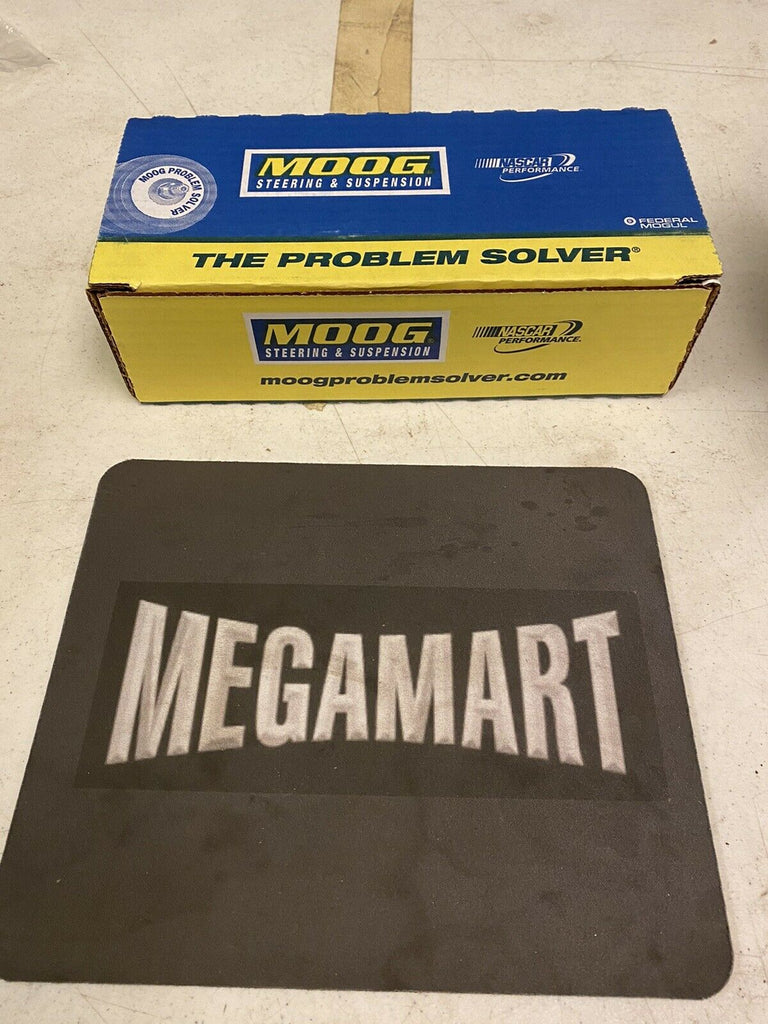 MOOG PROBLEM SOLVER
MOOG
STEERING & SUSPENSION
NASCAR
PERFORMANCE
FEDERAL
MOGUL
THE PROBLEM SOLVER®
MOOG®
STEERING & SUSPENSION
NASCAR
PERFORMANCE.
moogproblemsolver.com
MEGAMART